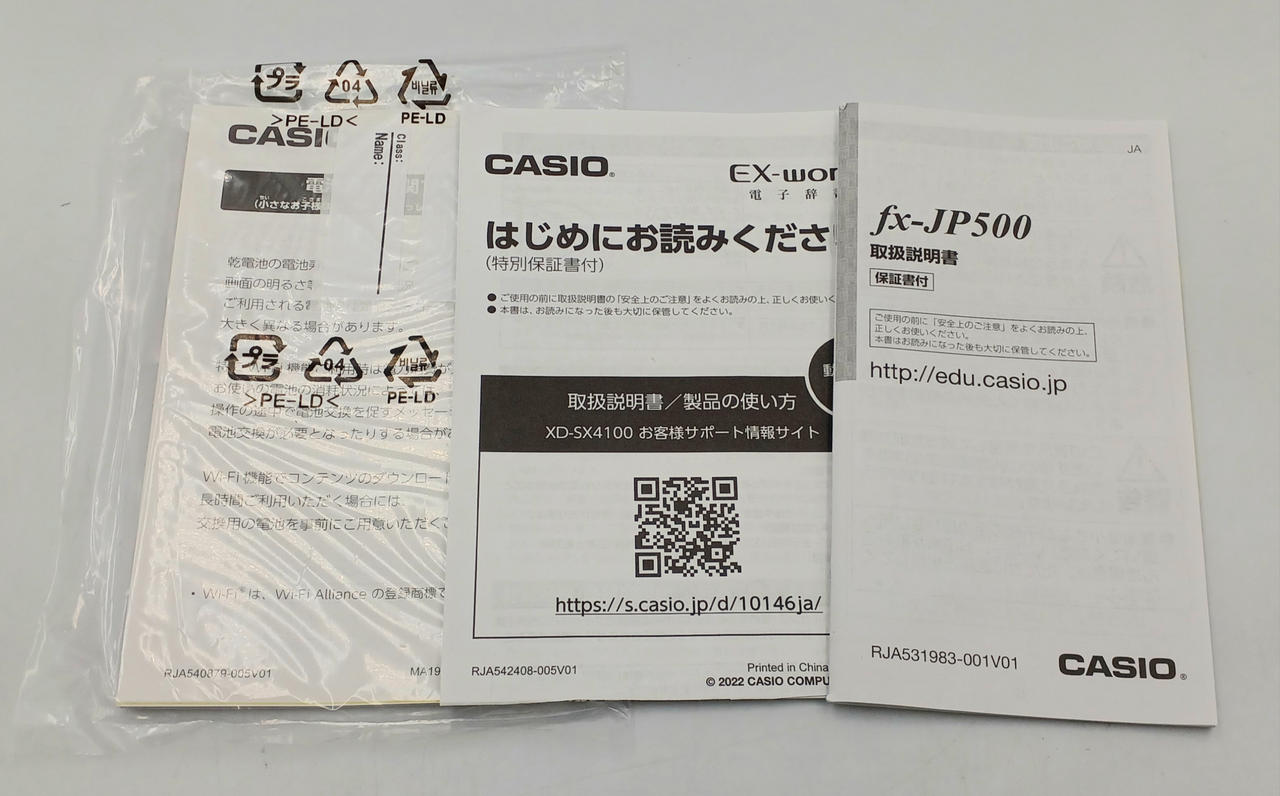 プラ
04
비닐류
>PE-LD<
PE-LD
CASI
Class:
Name:
電
(小さなお子様
乾電池の電池
画面の明るさ
ご利用される
大きく異なる場合があります。
プラ
04
비닐류
>PE-LD<
PE-LD
お使いの電池の消耗状況によ
操作の途中で電池交換を促すメッセー
電池交換が必要となったりする場合が
Wi-Fi 機能でコンテンツのダウンロー
長時間ご利用いただく場合には、
交換用の電池を事前にご用意いただく
・Wi-Fi®は、Wi-Fi Alliance の登録商標で
RJA540879-005V01
MA19
CASIO®
EX-wor
電子辞
はじめにお読みくださ
(特別保証書付)
● ご使用の前に取扱説明書の「安全上のご注意」をよくお読みの上、正しくお使いく
● 本書は、お読みになった後も大切に保管してください。
動
取扱説明書/製品の使い方
XD-SX4100 お客様サポート情報サイト
https://s.casio.jp/d/10146ja/
RJA542408-005V01
Printed in China
© 2022 CASIO COMPU
JA
fx-JP500
取扱説明書
保証書付
ご使用の前に「安全上のご注意」をよくお読みの上、
正しくお使いください。
本書はお読みになった後も大切に保管してください。
http://edu.casio.jp
RJA531983-001V01
CASIO®